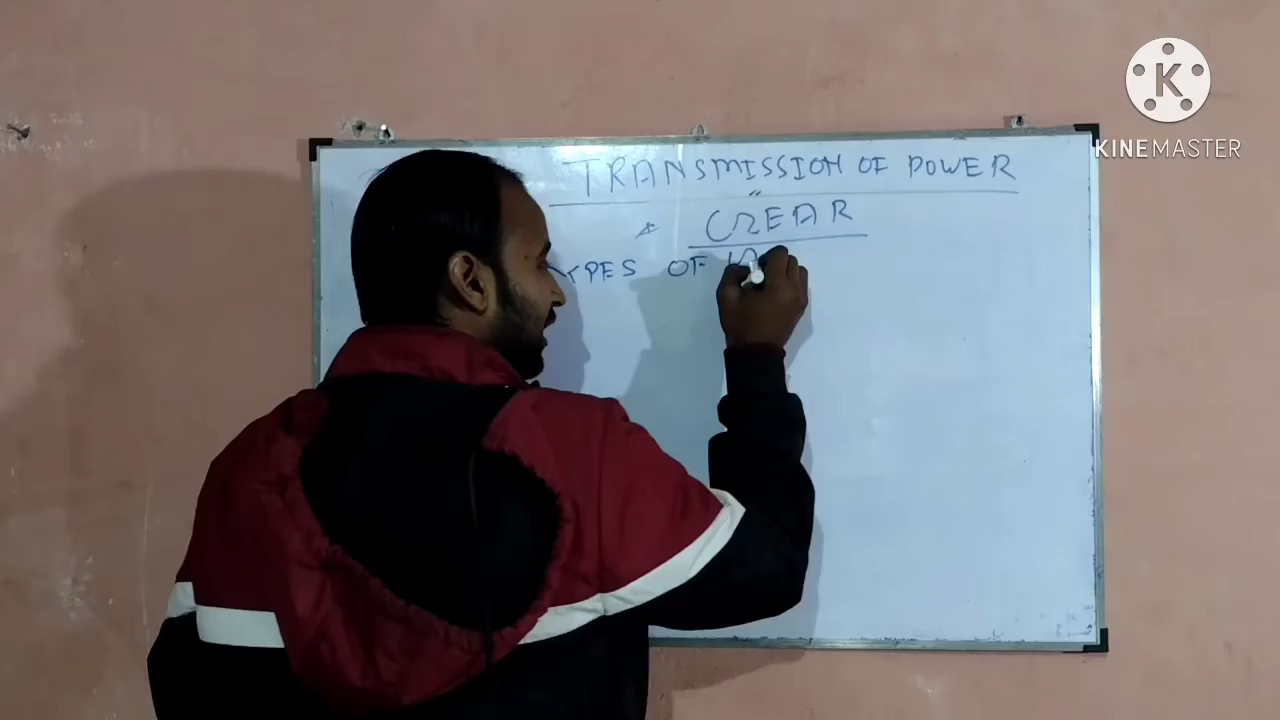 TRANSMISSION OF POWER
"
* GEAR
TYPES OF
KINEMASTER